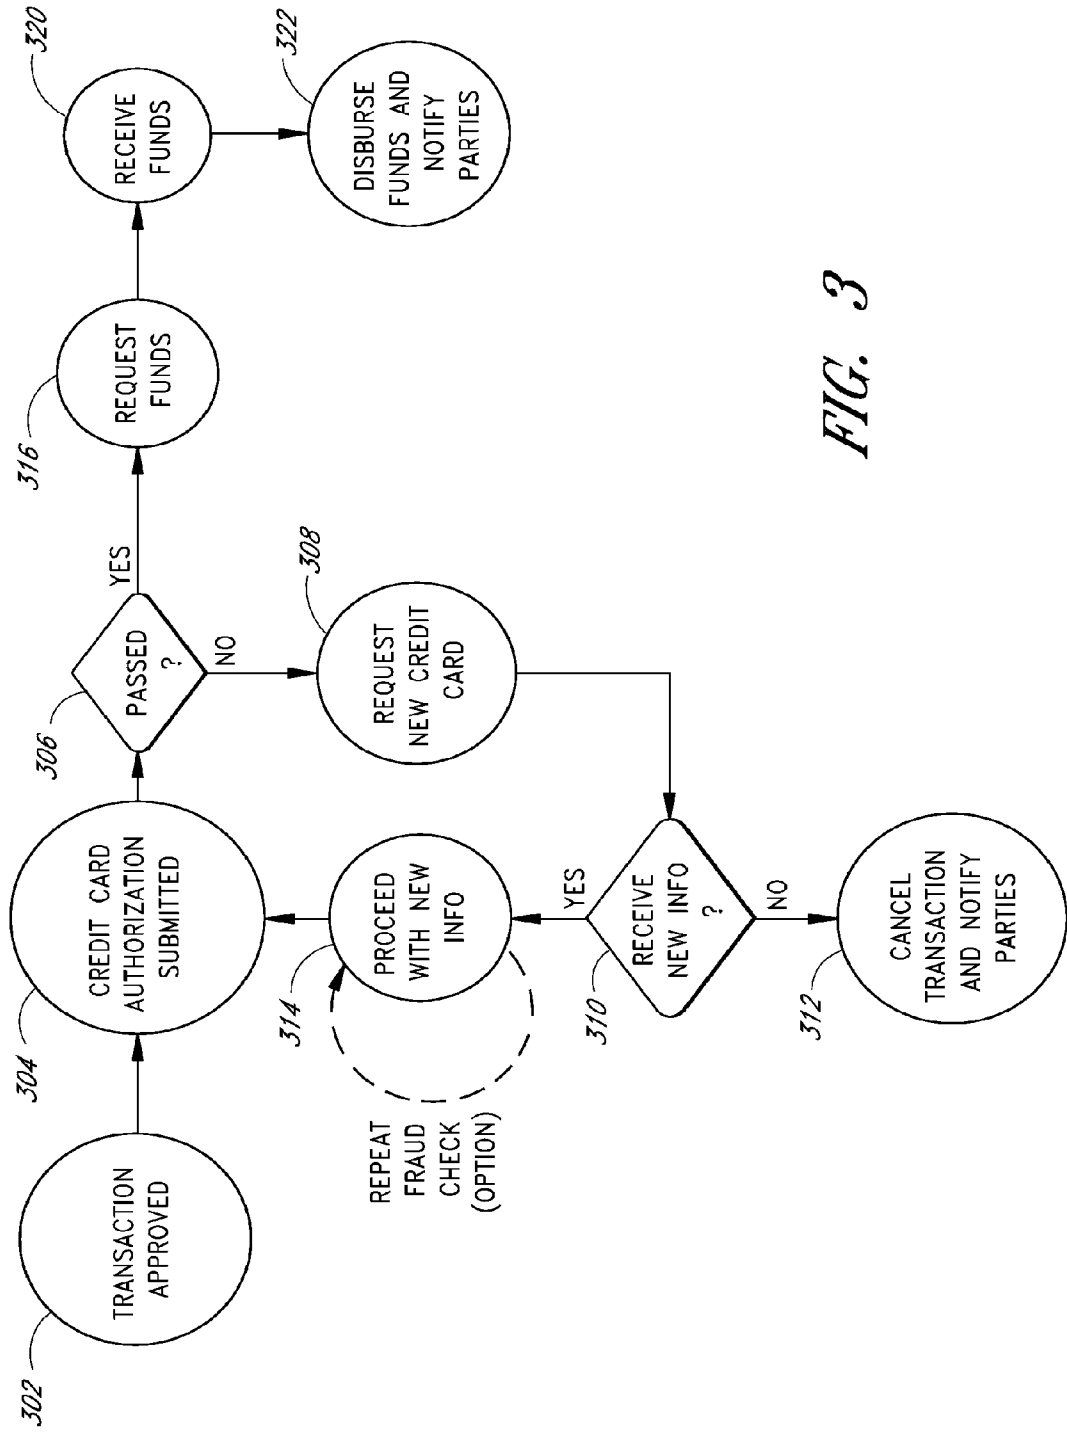 302
TRANSACTION
APPROVED
304
CREDIT CARD
AUTHORIZATION
SUBMITTED
306
PASSED
?
YES
NO
316
REQUEST
FUNDS
320
RECEIVE
FUNDS
322
DISBURSE
FUNDS AND
NOTIFY
PARTIES
308
REQUEST
NEW CREDIT
CARD
314
PROCEED
WITH NEW
INFO
REPEAT
FRAUD
CHECK
(OPTION)
310
RECEIVE
NEW INFO
?
YES
NO
312
CANCEL
TRANSACTION
AND NOTIFY
PARTIES
FIG. 3